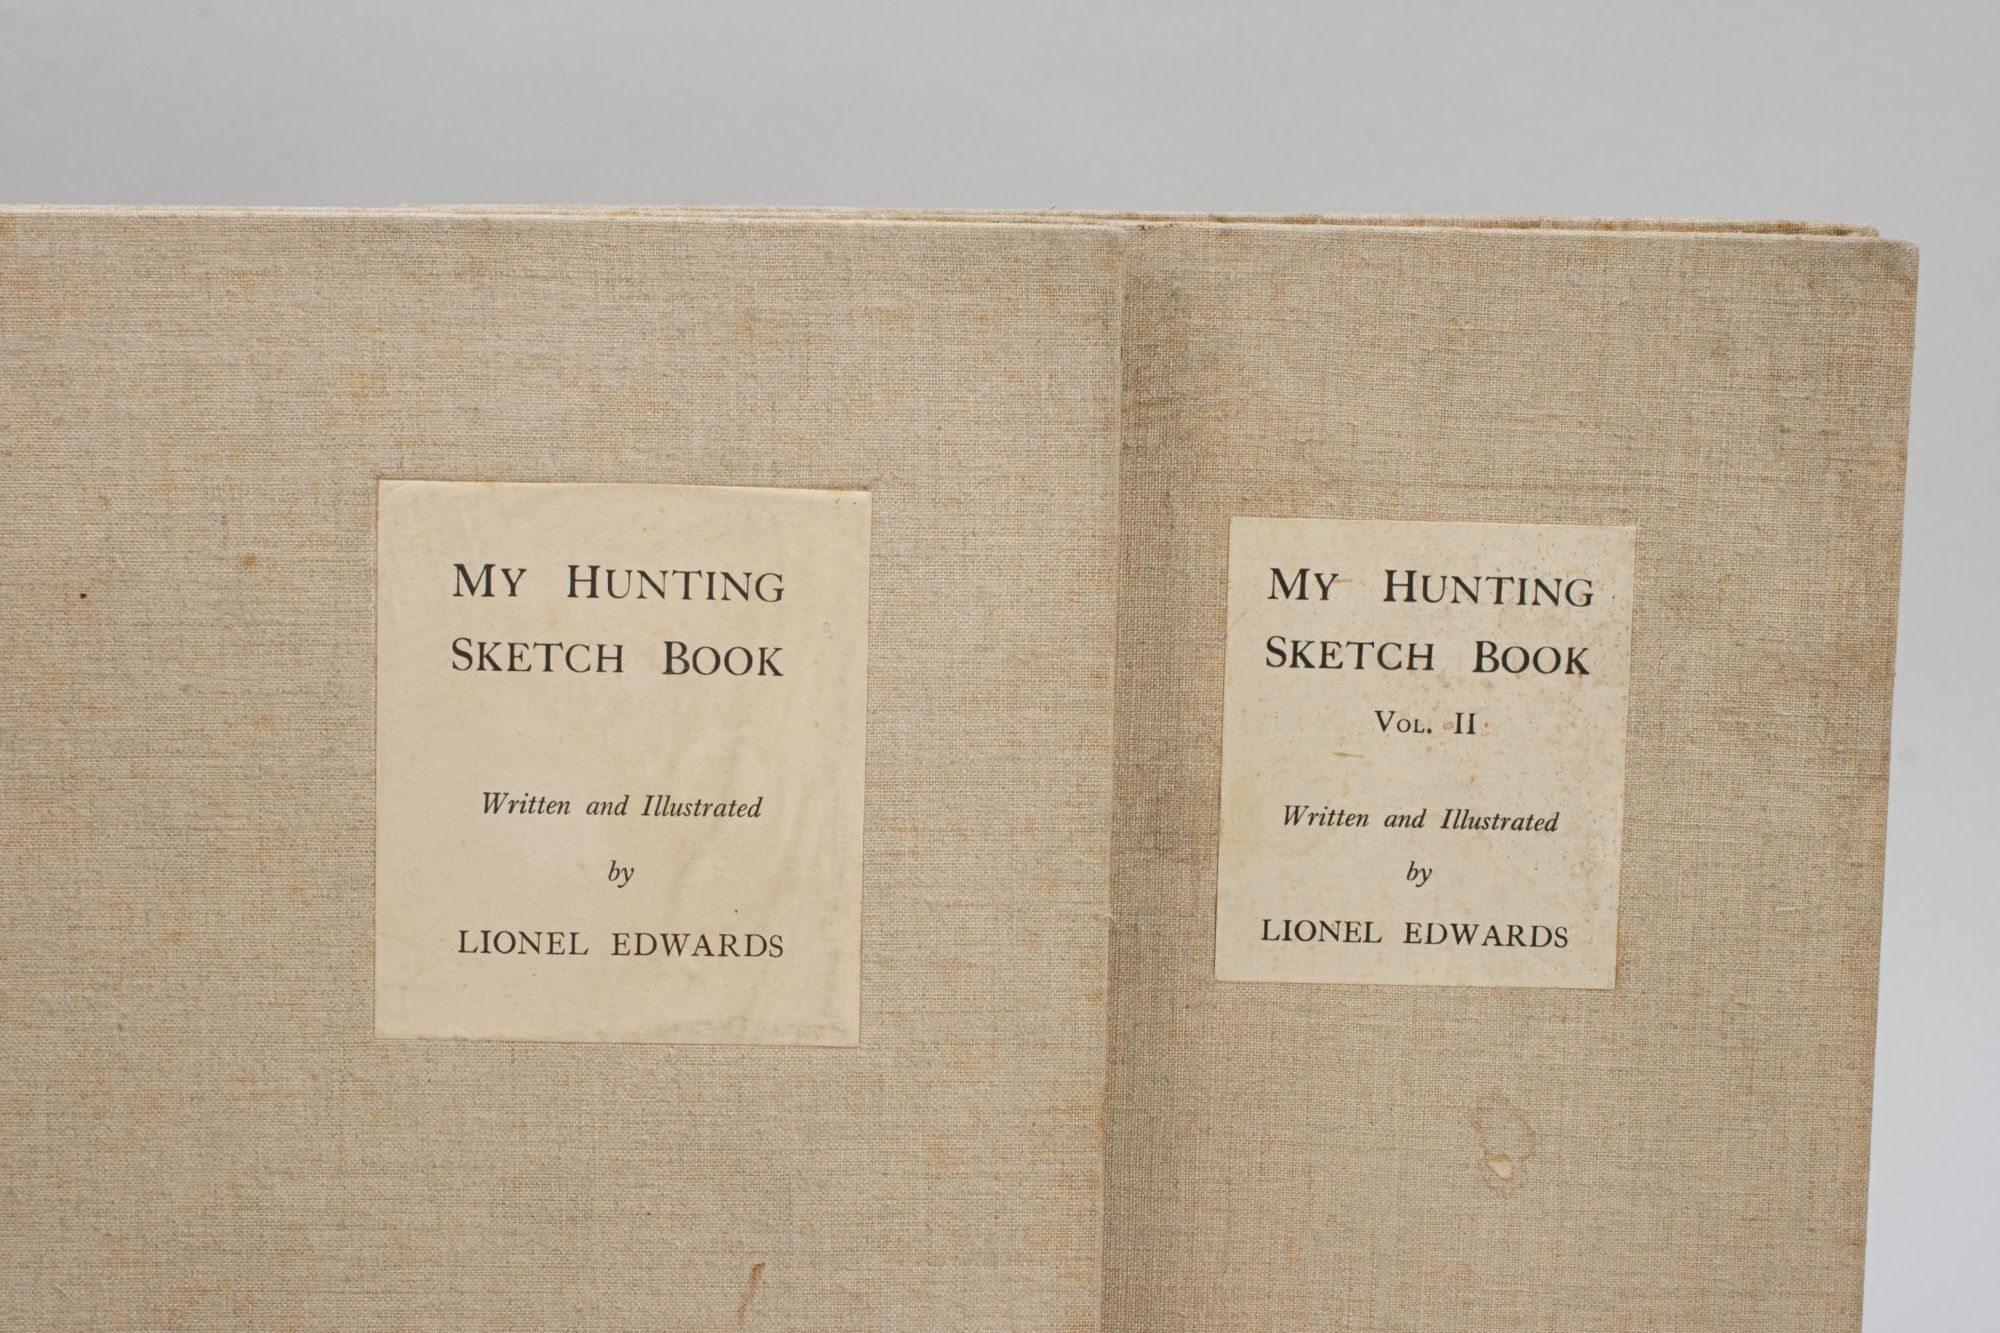 MY HUNTING
SKETCH BOOK
Written and Illustrated
by
LIONEL EDWARDS
MY HUNTING
SKETCH BOOK
VOL. II
Written and Illustrated
by
LIONEL EDWARDS